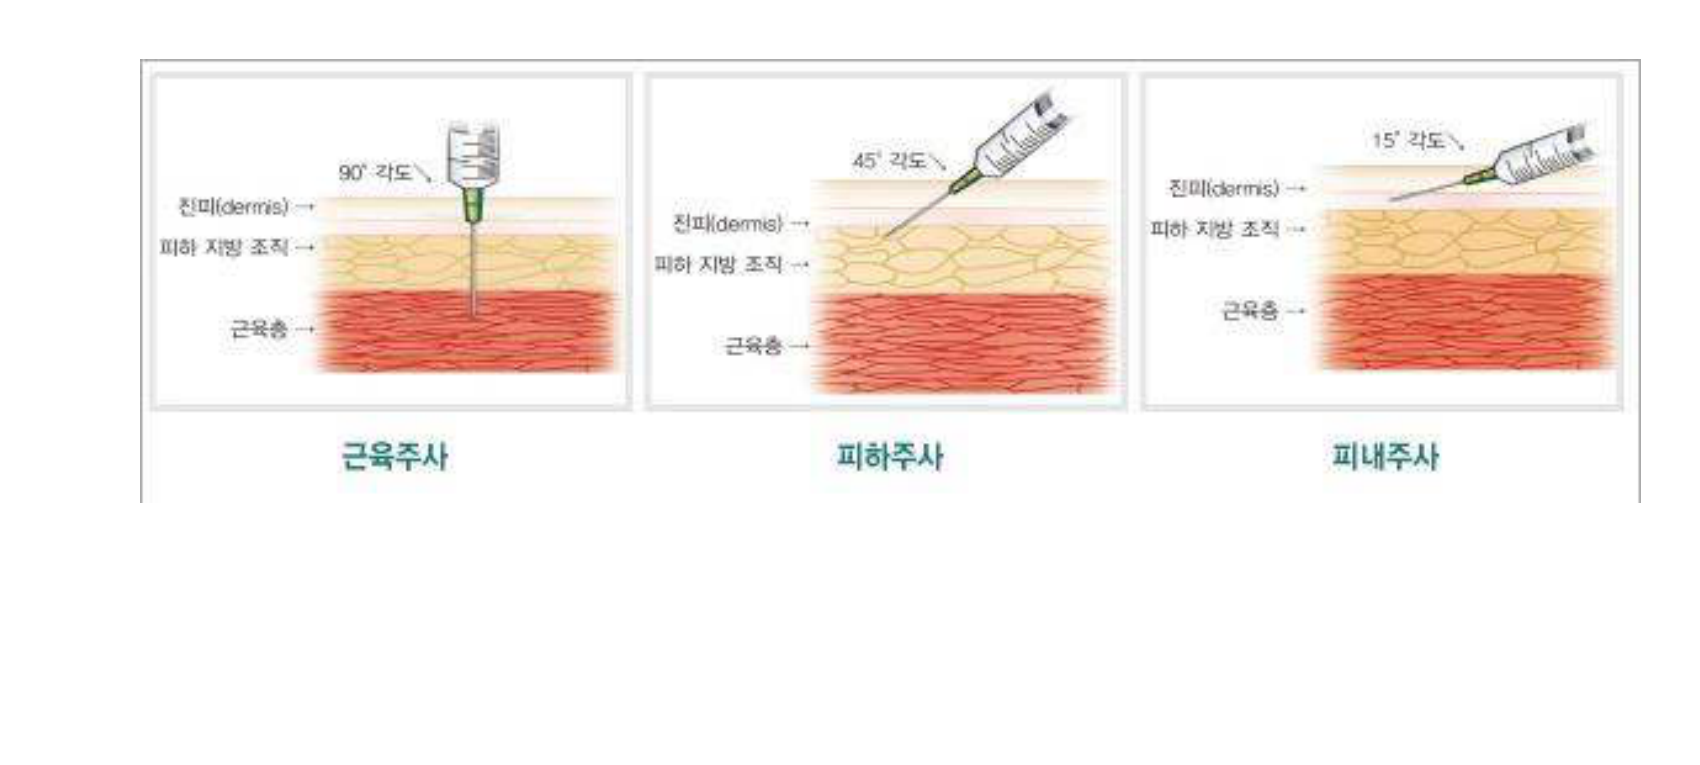 90° 각도
진피(dermis)
피하 지방 조직
근육층
근육주사
45° 각도
진피(dermis)
피하 지방 조직
근육층
피하주사
15° 각도
진피(dermis)
피하 지방 조직
근육층
피내주사